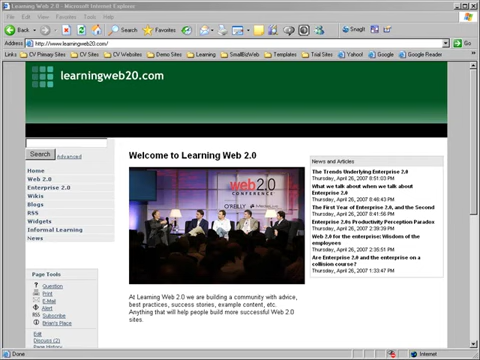 Learning Web 2.0 - Microsoft Internet Explorer
File Edit View Favorites Tools Help
Back Search Favorites SnagIt
Address http://www.learningweb20.com/ Go
Links CV Primary Sites CV Sites CV Websites Demo Sites Learning SmallBizWeb Templates Trial Sites Yahoo! Google Google Reader
learningweb20.com
Search Advanced
Home
Web 2.0
Enterprise 2.0
Wikis
Blogs
RSS
Widgets
Informal Learning
News
Page Tools
Question
Print
E-Mail
Alert
Subscribe
Brian's Place
Edit
Discuss (2)
Page History
Welcome to Learning Web 2.0
web2.0
CONFERENCE
O'REILLY
At Learning Web 2.0 we are building a community with advice,
best practices, success stories, example content, etc.
Anything that will help people build more successful Web 2.0
sites.
News and Articles
The Trends Underlying Enterprise 2.0
Thursday, April 26, 2007 8:51:03 PM
What we talk about when we talk about
Enterprise 2.0
Thursday, April 26, 2007 8:46:43 PM
The First Year of Enterprise 2.0, and the Second
Thursday, April 26, 2007 8:41:56 PM
Enterprise 2.0s Productivity Perception Paradox
Thursday, April 26, 2007 2:39:39 PM
Web 2.0 for the enterprise: Wisdom of the
employees
Thursday, April 26, 2007 2:35:51 PM
Are Enterprise 2.0 and the enterprise on a
collision course?
Thursday, April 26, 2007 1:33:47 PM
Done Internet